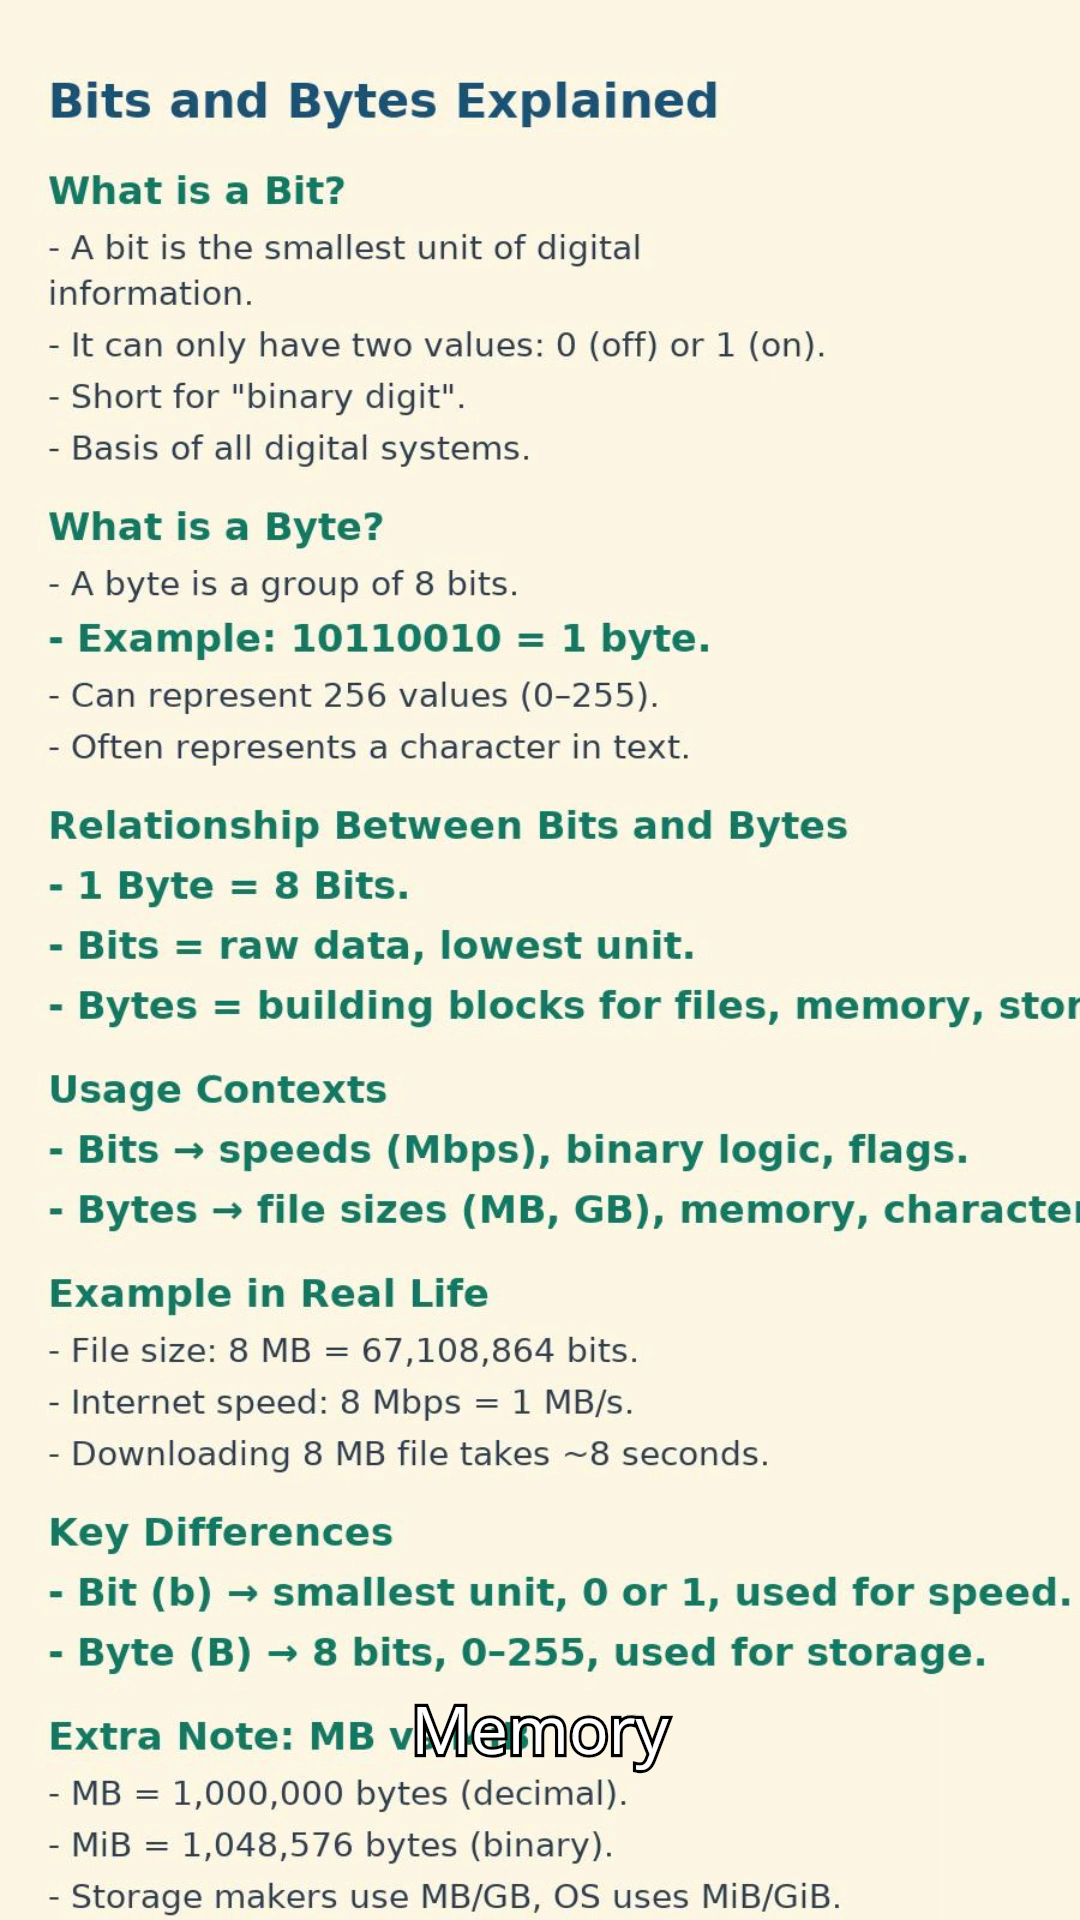 Bits and Bytes Explained
What is a Bit?
- A bit is the smallest unit of digital
information.
- It can only have two values: 0 (off) or 1 (on).
- Short for "binary digit".
- Basis of all digital systems.
What is a Byte?
- A byte is a group of 8 bits.
- Example: 10110010 = 1 byte.
- Can represent 256 values (0–255).
- Often represents a character in text.
Relationship Between Bits and Bytes
- 1 Byte = 8 Bits.
- Bits = raw data, lowest unit.
- Bytes = building blocks for files, memory,
Usage Contexts
- Bits → speeds (Mbps), binary logic, flags.
- Bytes → file sizes (MB, GB), memory,
Example in Real Life
- File size: 8 MB = 67,108,864 bits.
- Internet speed: 8 Mbps = 1 MB/s.
- Downloading 8 MB file takes ~8 seconds.
Key Differences
- Bit (b) → smallest unit, 0 or 1, used for speed.
- Byte (B) → 8 bits, 0–255, used for storage.
Extra Note: MB
Memory
- MB = 1,000,000 bytes (decimal).
- MiB = 1,048,576 bytes (binary).
- Storage makers use MB/GB, OS uses MiB/GiB.